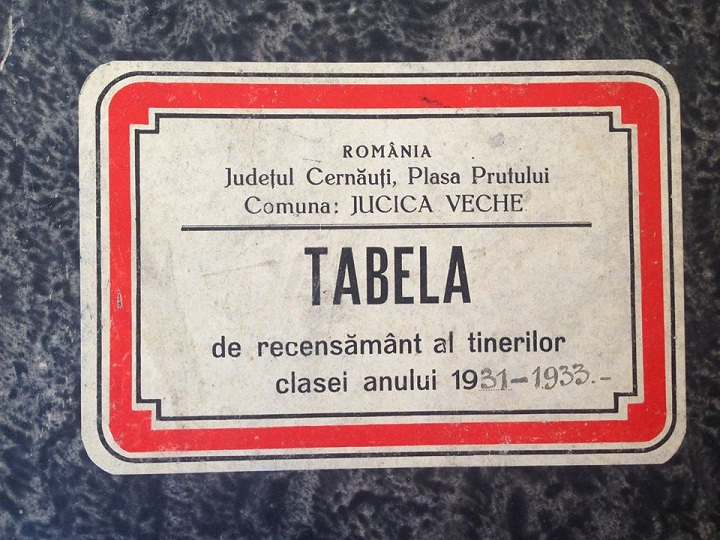 ROMÂNIA
Județul Cernăuți, Plasa Prutului
Comuna: JUCICA VECHE
TABELA
de recensământ al tinerilor
clasei anului 1931-1933.-